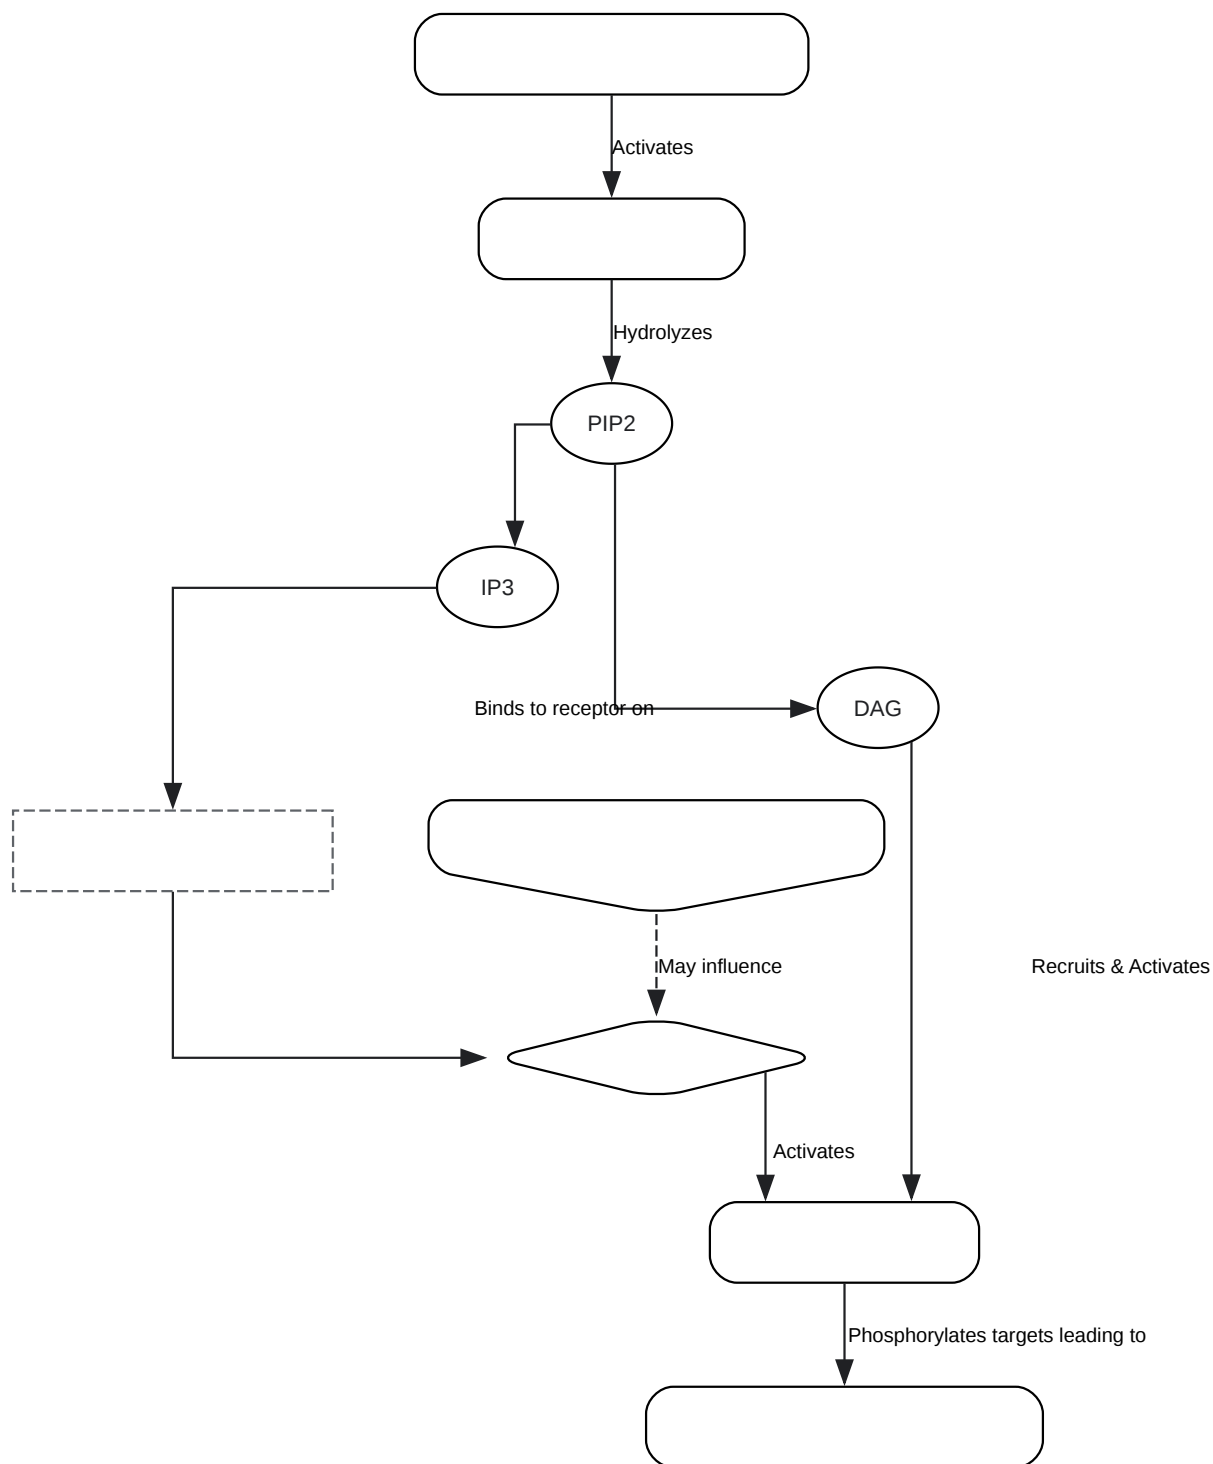 Activates
Hydrolyzes
PIP2
IP3
Binds to receptor on
DAG
May influence
Recruits & Activates
Activates
Phosphorylates targets leading to